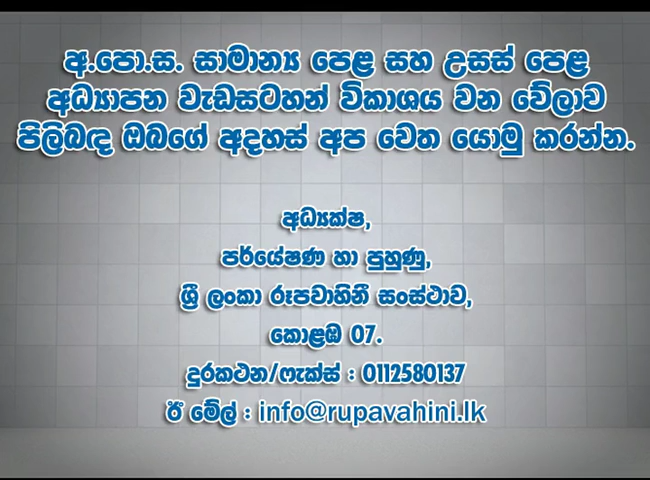 අ.පො.ස. සාමාන්‍ය පෙළ සහ උසස් පෙළ
අධ්‍යාපන වැඩසටහන් විකාශය වන වේලාව
පිලිබඳ ඔබගේ අදහස් අප වෙත යොමු කරන්න.
අධ්‍යක්ෂ,
පර්යේෂණ හා පුහුණු,
ශ්‍රී ලංකා රූපවාහිනී සංස්ථාව,
කොළඹ 07.
දුරකථන/ෆැක්ස් : 0112580137
ඊ මේල් : info@rupavahini.lk